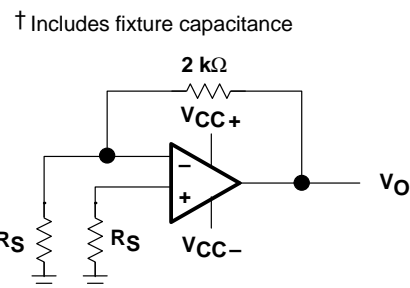 † Includes fixture capacitance
2 kΩ
VCC+
−
+
VO
RS
RS
VCC−